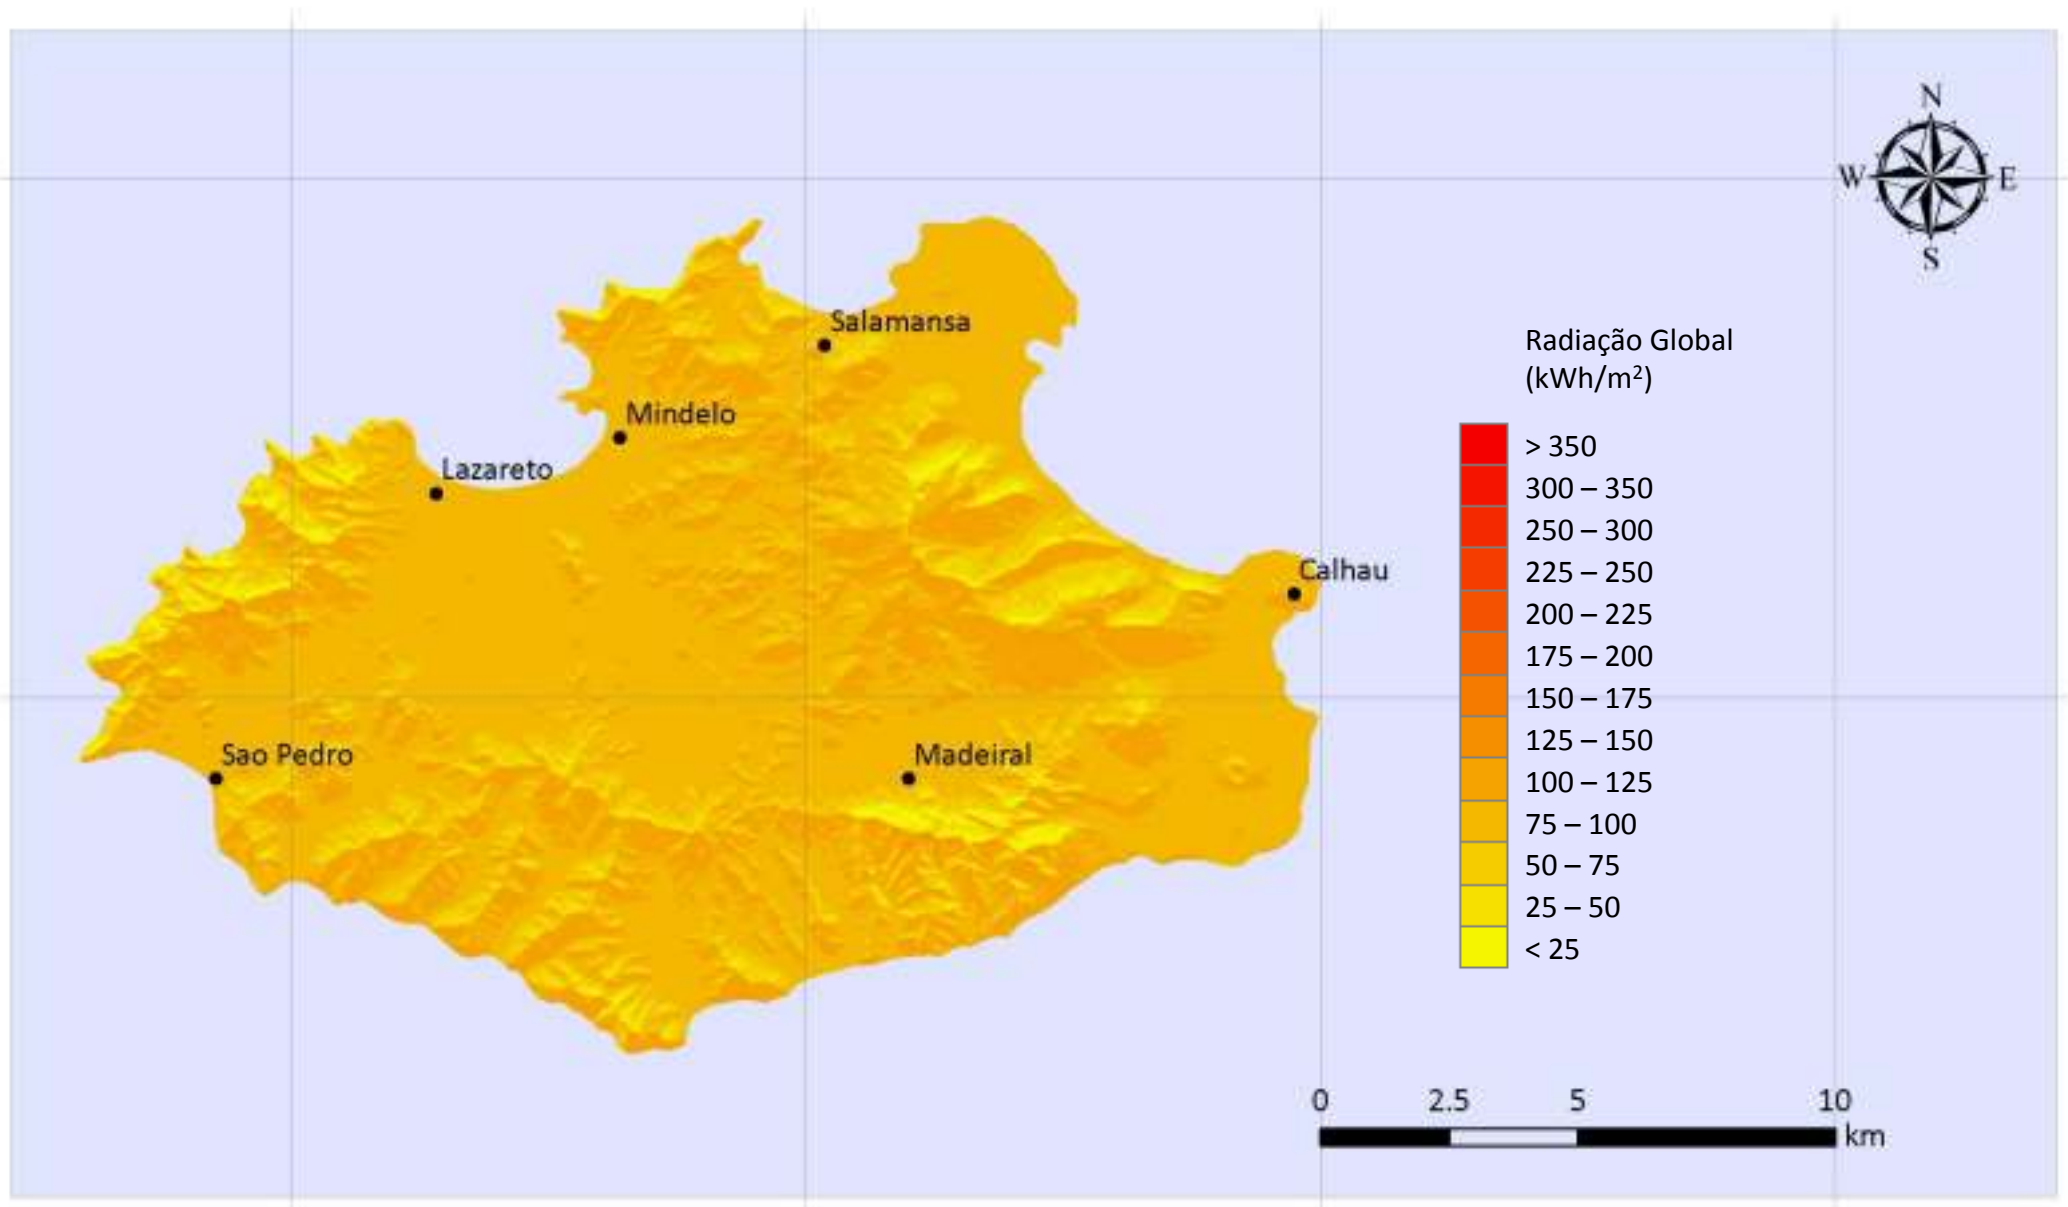 N
W E
S
Salamansa
Mindelo
Lazareto
Calhau
Sao Pedro
Madeiral
Radiação Global
(kWh/m²)
> 350
300 – 350
250 – 300
225 – 250
200 – 225
175 – 200
150 – 175
125 – 150
100 – 125
75 – 100
50 – 75
25 – 50
< 25
0 2.5 5 10
km